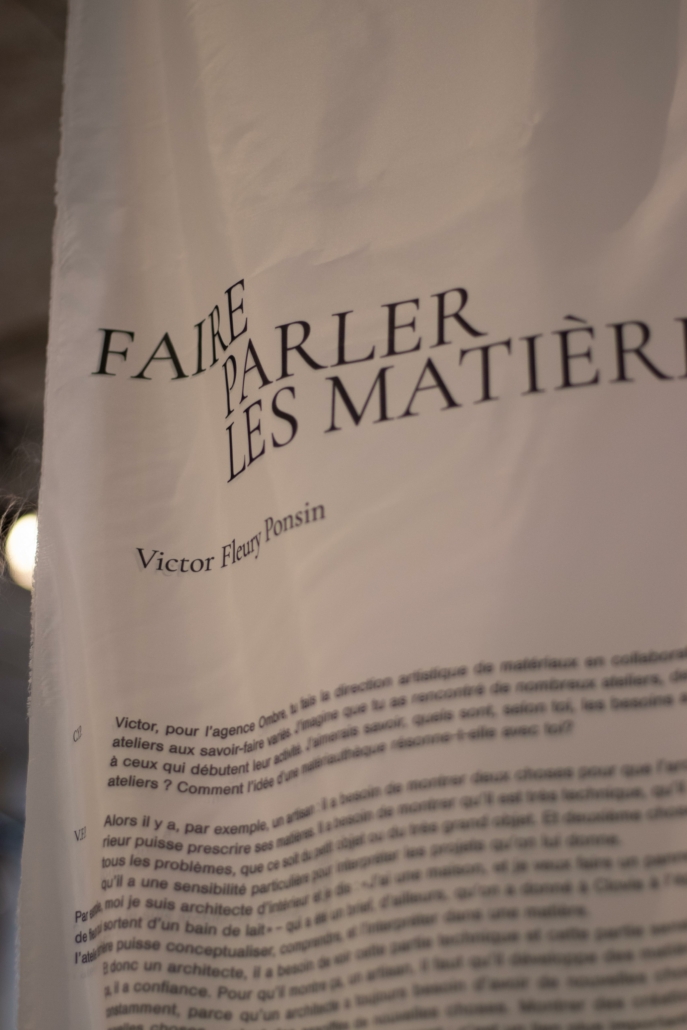 FAIRE
PARLER
LES MATIÈRE
Victor Fleury Ponsin
Victor, pour l'agence Ombre, tu fais la direction artistique de matériaux en collaborat
ateliers aux savoir-faire variés. J'imagine que tu as rencontré de nombreux ateliers, de
à ceux qui débutent leur activité. J'aimerais savoir, quels sont, selon toi, les besoins
ateliers ? Comment l'idée d'une matériauthèque résonne-t-elle avec toi?
V.F.P
Alors il y a, par exemple, un artisan : il a besoin de montrer deux choses pour que l'
rieur puisse prescrire ses matières. Il a besoin de montrer qu'il est très technique, qu'il
tous les problèmes, que ce soit du petit objet ou du très grand objet. Et deuxième
qu'il a une sensibilité particulière pour interpréter les projets qu'on lui donne.
moi je suis architecte d'intérieur et je dis : «J'ai une maison, et je veux faire un
sortent d'un bain de lait» – qui a été un brief, d'ailleurs, qu'on a donné à
puisse conceptualiser, comprendre, et l'interpréter dans une matière.
Et donc un architecte, il a besoin de voir cette partie technique et cette partie
il a confiance. Pour qu'il montre ça, un artisan, il faut qu'il développe des
notamment, parce qu'un architecte a toujours besoin d'avoir de nouvelles
nouvelles choses. Montrer des